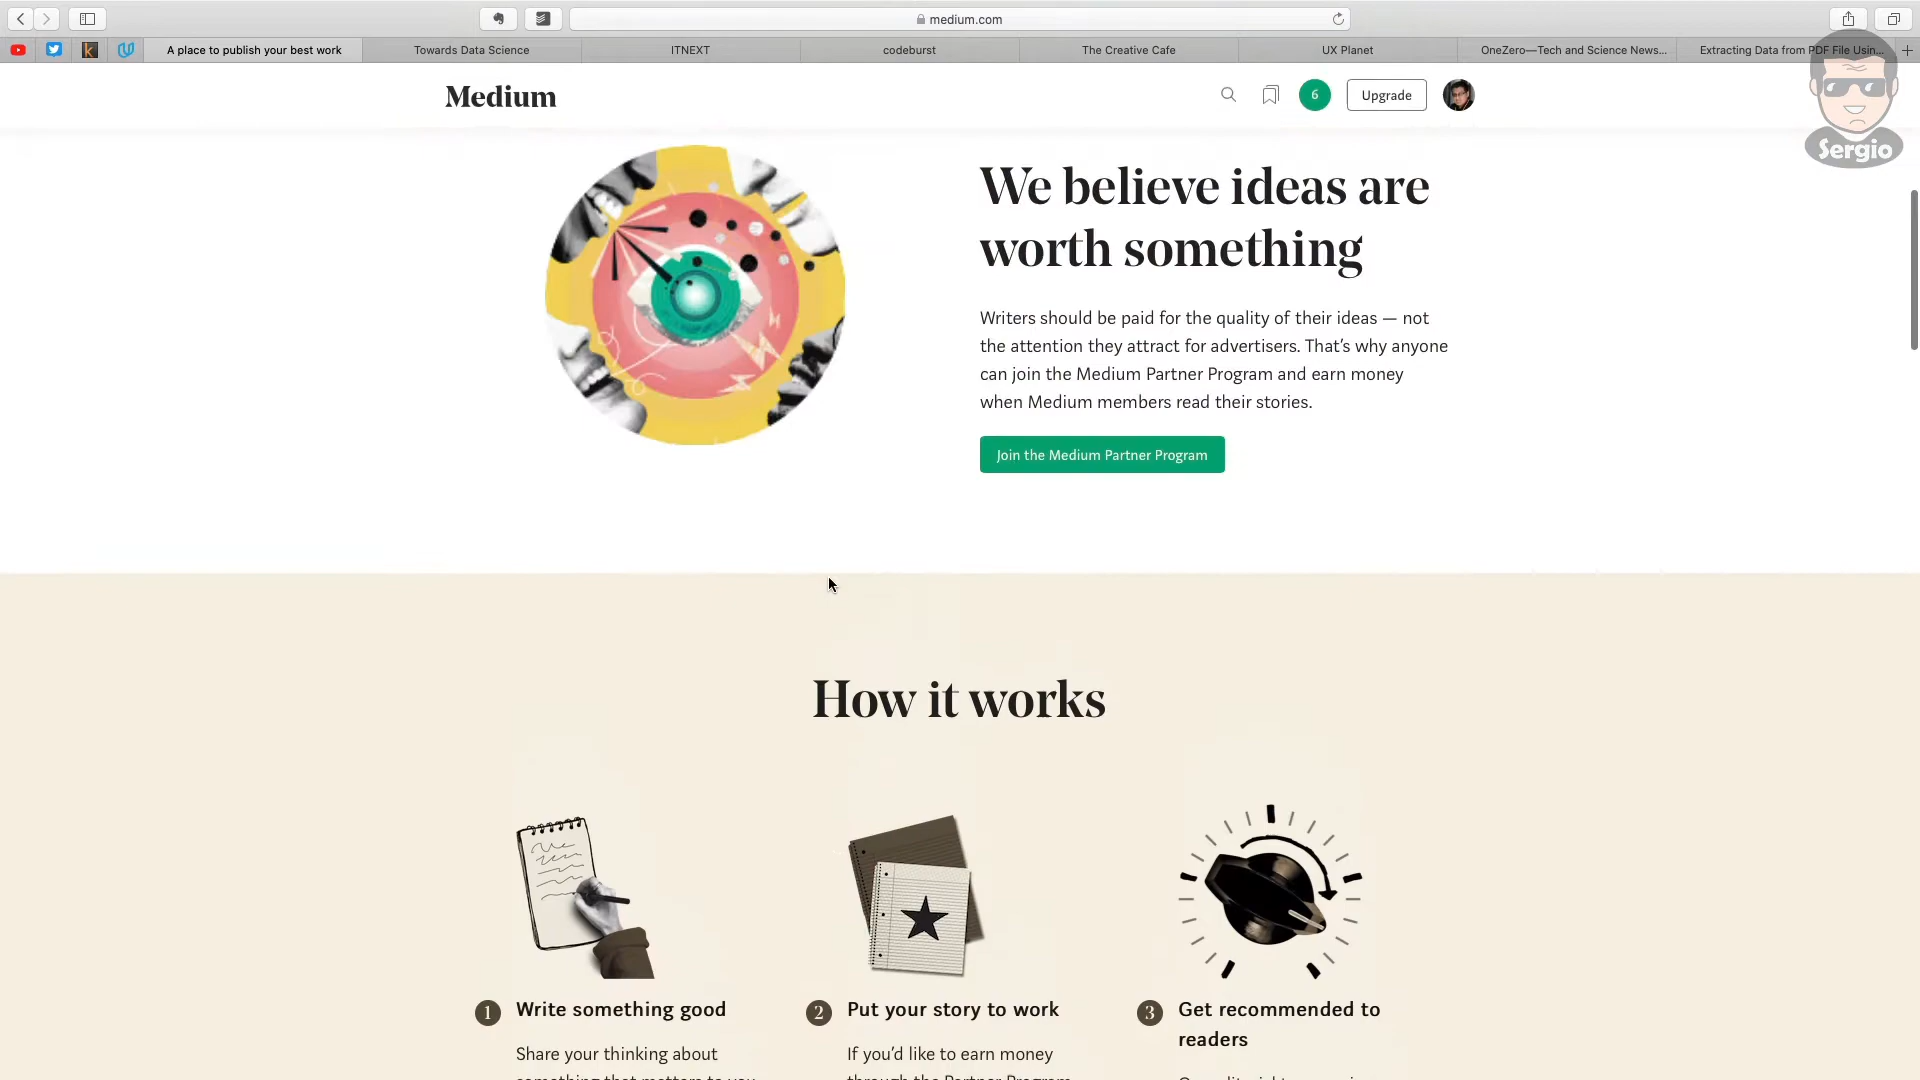 medium.com
A place to publish your best work
Towards Data Science
ITNEXT
codeburst
The Creative Cafe
UX Planet
OneZero—Tech and Science News...
Extracting Data from PDF File Usin...
Medium
6
Upgrade
Sergio
We believe ideas are
worth something
Writers should be paid for the quality of their ideas — not
the attention they attract for advertisers. That’s why anyone
can join the Medium Partner Program and earn money
when Medium members read their stories.
Join the Medium Partner Program
How it works
1 Write something good
Share your thinking about
something that matters to you
2 Put your story to work
If you’d like to earn money
through the Partner Program
3 Get recommended to
readers